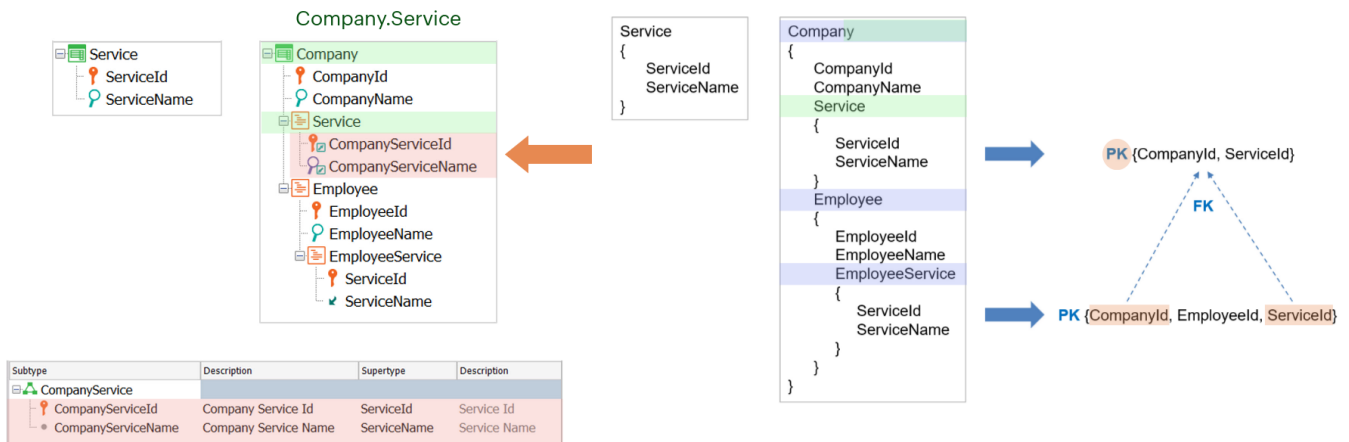 Company.Service
Service
ServiceId
ServiceName
Company
CompanyId
CompanyName
Service
CompanyServiceId
CompanyServiceName
Employee
EmployeeId
EmployeeName
EmployeeService
ServiceId
ServiceName
Service
{
ServiceId
ServiceName
}
Company
{
CompanyId
CompanyName
Service
{
ServiceId
ServiceName
}
Employee
{
EmployeeId
EmployeeName
EmployeeService
{
ServiceId
ServiceName
}
}
}
PK {CompanyId, ServiceId}
FK
PK {CompanyId, EmployeeId, ServiceId}
Subtype Description Supertype Description
CompanyService
CompanyServiceId Company Service Id ServiceId Service Id
CompanyServiceName Company Service Name ServiceName Service Name